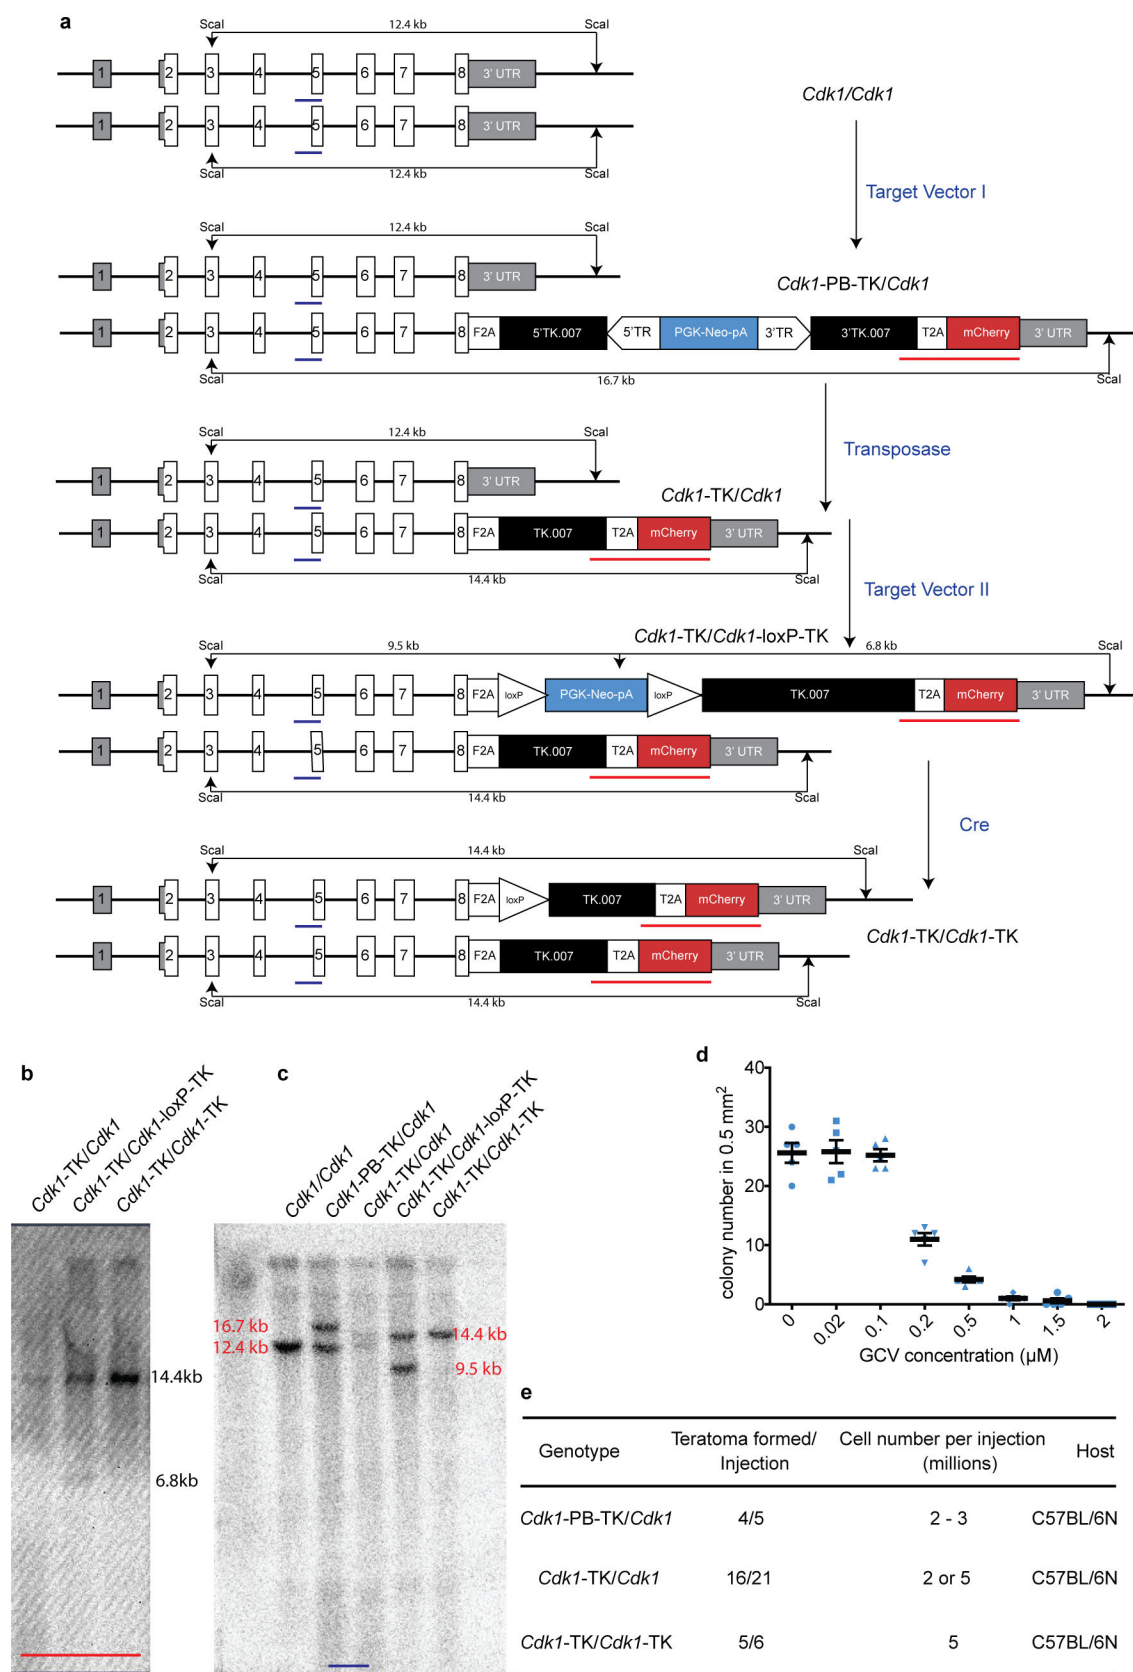 a
ScaI 12.4 kb ScaI
1 2 3 4 5 6 7 8 3' UTR
Cdk1/Cdk1
1 2 3 4 5 6 7 8 3' UTR
ScaI 12.4 kb ScaI
Target Vector I
ScaI 12.4 kb ScaI
1 2 3 4 5 6 7 8 3' UTR
Cdk1-PB-TK/Cdk1
1 2 3 4 5 6 7 8 F2A 5'TK.007 5'TR PGK-Neo-pA 3'TR 3'TK.007 T2A mCherry 3' UTR
ScaI 16.7 kb ScaI
ScaI 12.4 kb ScaI
Transposase
1 2 3 4 5 6 7 8 3' UTR
Cdk1-TK/Cdk1
1 2 3 4 5 6 7 8 F2A TK.007 T2A mCherry 3' UTR
ScaI 14.4 kb ScaI
Target Vector II
Cdk1-TK/Cdk1-loxP-TK
ScaI 9.5 kb 6.8 kb ScaI
1 2 3 4 5 6 7 8 F2A loxP PGK-Neo-pA loxP TK.007 T2A mCherry 3' UTR
1 2 3 4 5 6 7 8 F2A TK.007 T2A mCherry 3' UTR
ScaI 14.4 kb ScaI
Cre
ScaI 14.4 kb ScaI
1 2 3 4 5 6 7 8 F2A loxP TK.007 T2A mCherry 3' UTR
Cdk1-TK/Cdk1-TK
1 2 3 4 5 6 7 8 F2A TK.007 T2A mCherry 3' UTR
ScaI 14.4 kb ScaI
b
Cdk1-TK/Cdk1
Cdk1-TK/Cdk1-loxP-TK
Cdk1-TK/Cdk1-TK
14.4kb
6.8kb
c
Cdk1/Cdk1
Cdk1-PB-TK/Cdk1
Cdk1-TK/Cdk1
Cdk1-TK/Cdk1-loxP-TK
Cdk1-TK/Cdk1-TK
16.7 kb
12.4 kb
14.4 kb
9.5 kb
d
colony number in 0.5 mm²
40
30
20
10
0
0 0.02 0.1 0.2 0.5 1 1.5 2
GCV concentration (µM)
e
Genotype Teratoma formed/ Injection Cell number per injection (millions) Host
Cdk1-PB-TK/Cdk1 4/5 2 - 3 C57BL/6N
Cdk1-TK/Cdk1 16/21 2 or 5 C57BL/6N
Cdk1-TK/Cdk1-TK 5/6 5 C57BL/6N